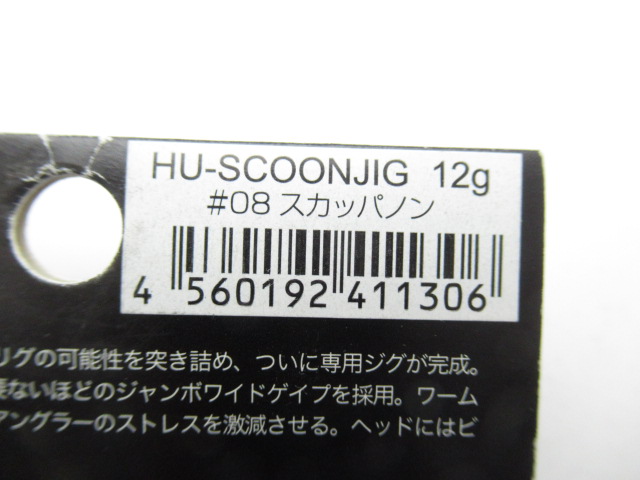 HU-SCOONJIG 12g
#08 スカッパノン
4 560192 411306
リグの可能性を突き詰め、ついに専用ジグが完成。
ないほどのジャンボワイドゲイプを採用。ワーム
アングラーのストレスを激減させる。ヘッドにはビ